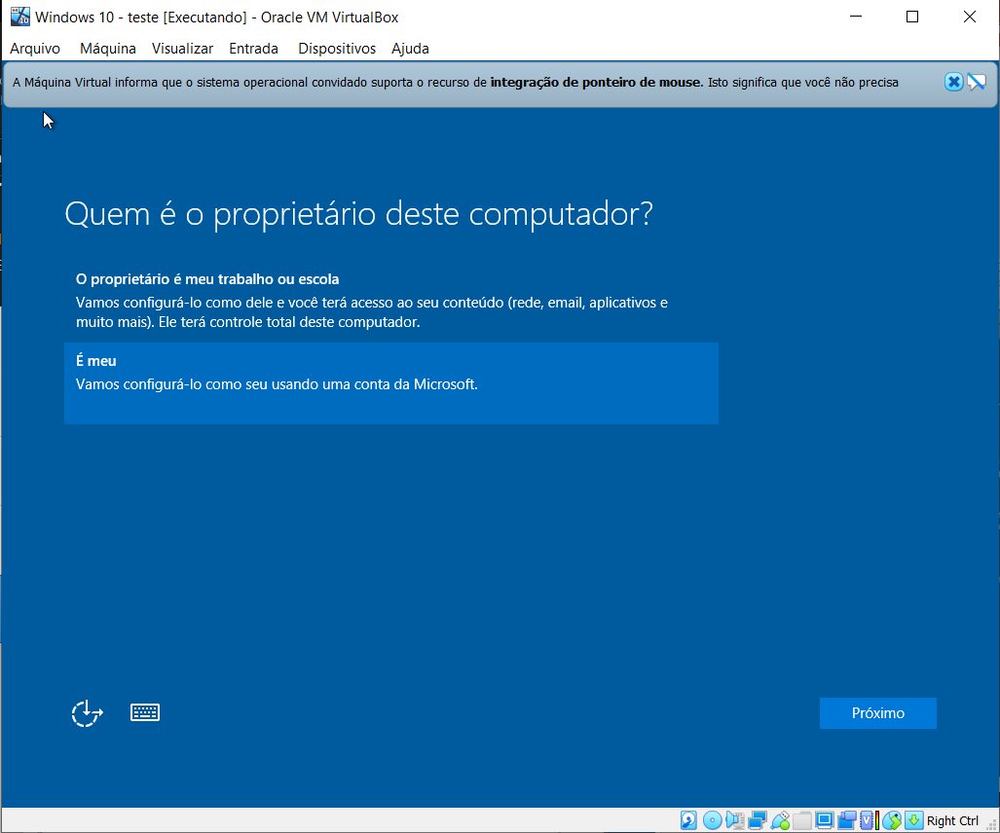 Windows 10 - teste [Executando] - Oracle VM VirtualBox
Arquivo Máquina Visualizar Entrada Dispositivos Ajuda
A Máquina Virtual informa que o sistema operacional convidado suporta o recurso de integração de ponteiro de mouse. Isto significa que você não precisa
Quem é o proprietário deste computador?
O proprietário é meu trabalho ou escola
Vamos configurá-lo como dele e você terá acesso ao seu conteúdo (rede, email, aplicativos e
muito mais). Ele terá controle total deste computador.
É meu
Vamos configurá-lo como seu usando uma conta da Microsoft.
Próximo
Right Ctrl